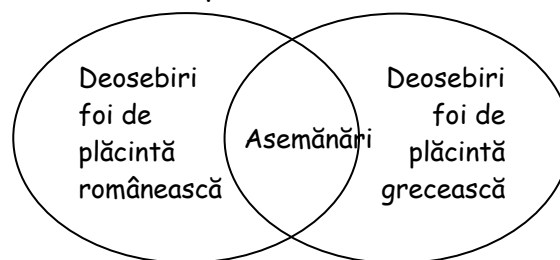 Deosebiri
foi de
plăcintă
românească
Asemănări
Deosebiri
foi de
plăcintă
grecească